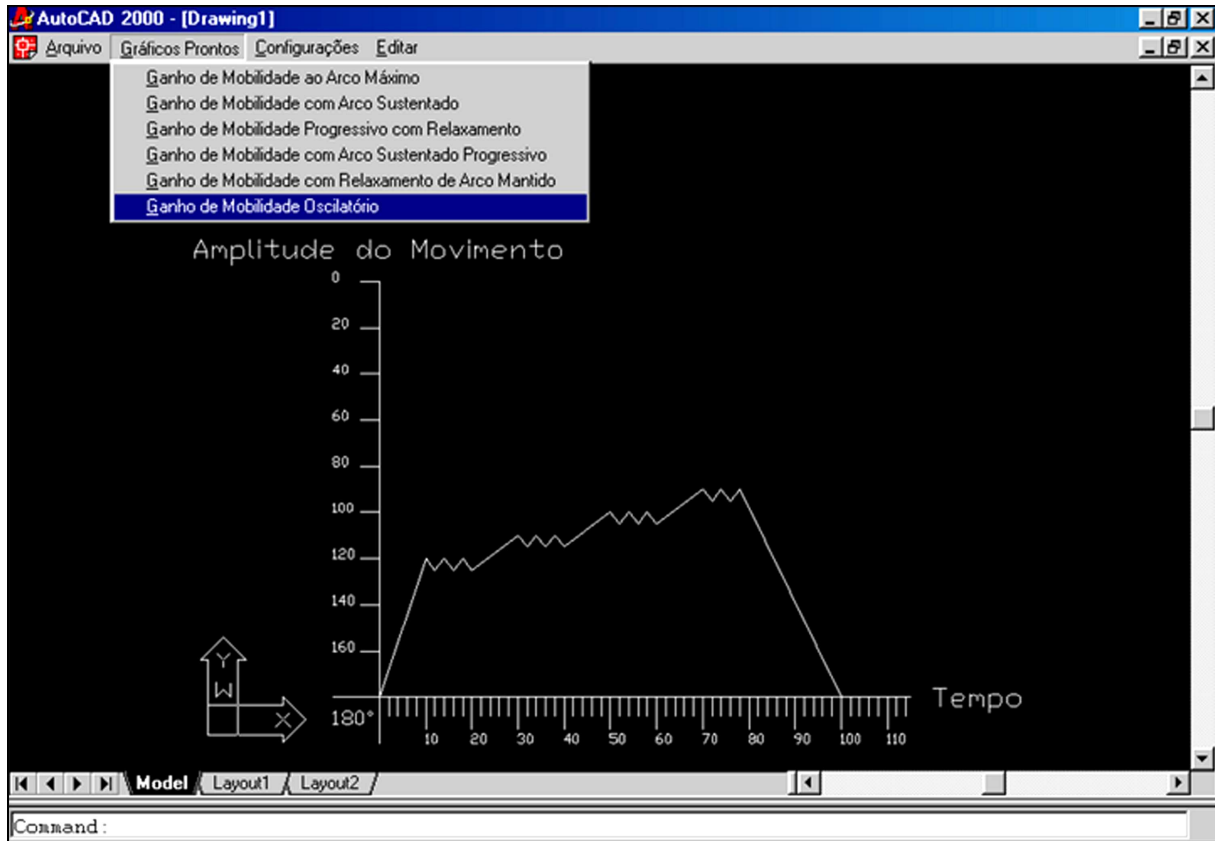 AutoCAD 2000 - [Drawing1]
Arquivo Gráficos Prontos Configurações Editar
Ganho de Mobilidade ao Arco Máximo
Ganho de Mobilidade com Arco Sustentado
Ganho de Mobilidade Progressivo com Relaxamento
Ganho de Mobilidade com Arco Sustentado Progressivo
Ganho de Mobilidade com Relaxamento de Arco Mantido
Ganho de Mobilidade Oscilatório
Amplitude do Movimento
0
20
40
60
80
100
120
140
160
180°
10 20 30 40 50 60 70 80 90 100 110
Tempo
Y
W
X
Model Layout1 Layout2
Command: